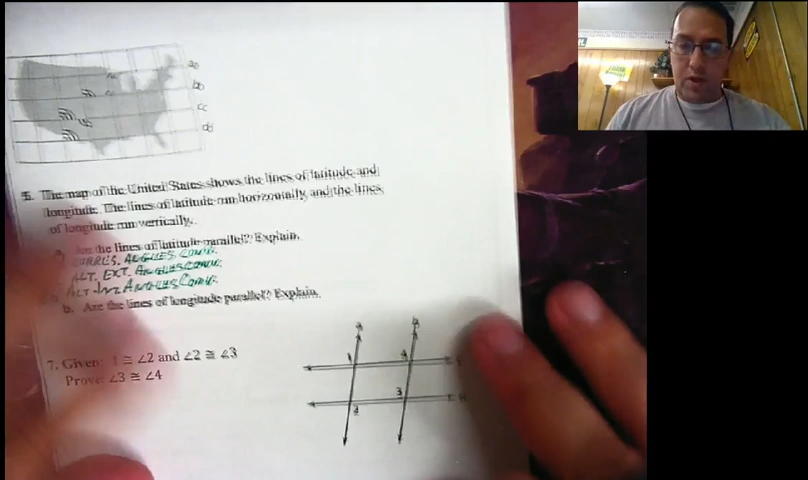 The map of the United States shows the lines of latitude and
longitude. The lines of latitude run horizontally and the lines
of longitude run vertically.
Are the lines of latitude parallel? Explain.
CORRES. ANGLES CONG.
ALT. EXT. ANGLES CONG.
ALT. INT. ANGLES CONG.
b. Are the lines of longitude parallel? Explain.
7. Given: 1 ≅ ∠2 and ∠2 ≅ ∠3
Prove: ∠3 ≅ ∠4
1
4
3
2